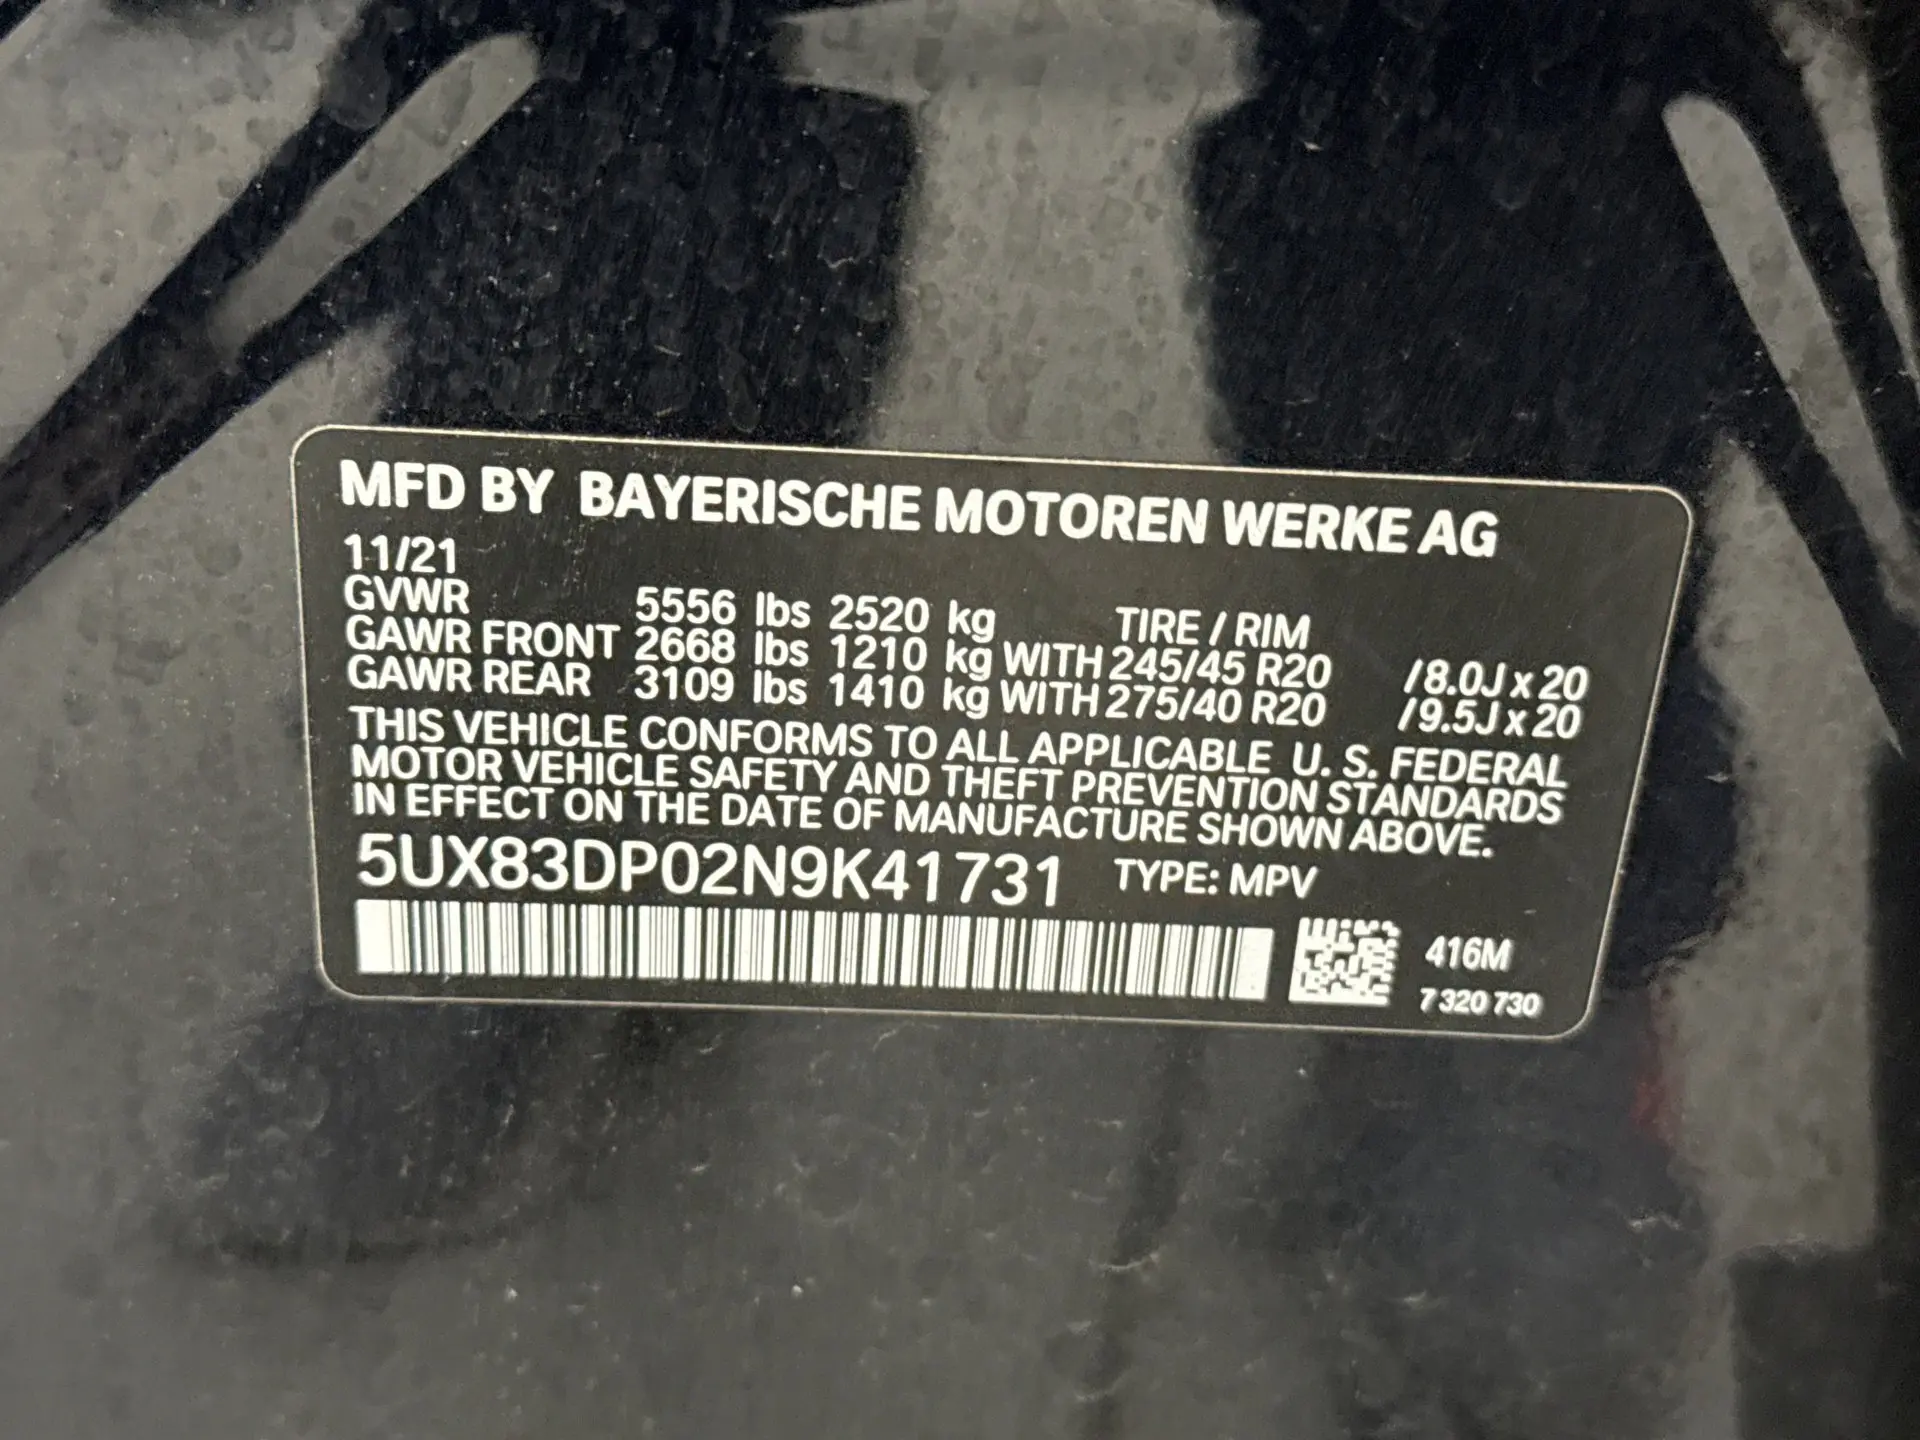 MFD BY BAYERISCHE MOTOREN WERKE AG
11/21
GVWR 5556 lbs 2520 kg TIRE / RIM
GAWR FRONT 2668 lbs 1210 kg WITH 245/45 R20 /8.0J x 20
GAWR REAR 3109 lbs 1410 kg WITH 275/40 R20 /9.5J x 20
THIS VEHICLE CONFORMS TO ALL APPLICABLE U. S. FEDERAL
MOTOR VEHICLE SAFETY AND THEFT PREVENTION STANDARDS
IN EFFECT ON THE DATE OF MANUFACTURE SHOWN ABOVE.
5UX83DP02N9K41731 TYPE: MPV
416M
7 320 730